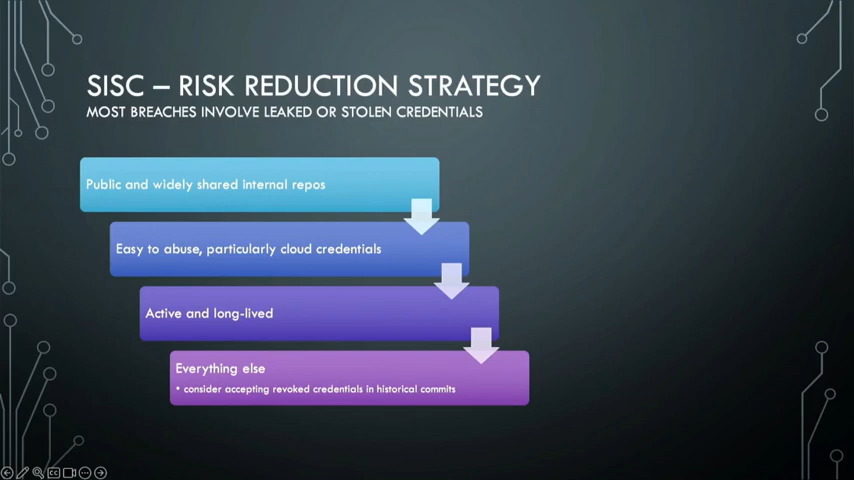 SISC – RISK REDUCTION STRATEGY
MOST BREACHES INVOLVE LEAKED OR STOLEN CREDENTIALS
Public and widely shared internal repos
Easy to abuse, particularly cloud credentials
Active and long-lived
Everything else
• consider accepting revoked credentials in historical commits
CC